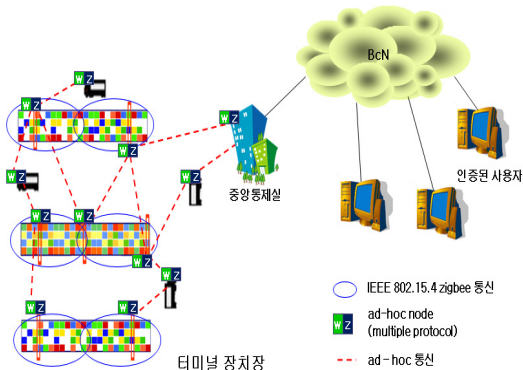 BcN
W Z
W Z
W Z
W Z
W Z
W Z
인증된 사용자
중앙통제실
W Z
W Z
W Z
W Z
W Z
IEEE 802.15.4 zigbee 통신
W Z
ad-hoc node
(multiple protocol)
W Z
W Z
ad-hoc 통신
터미널 장치장